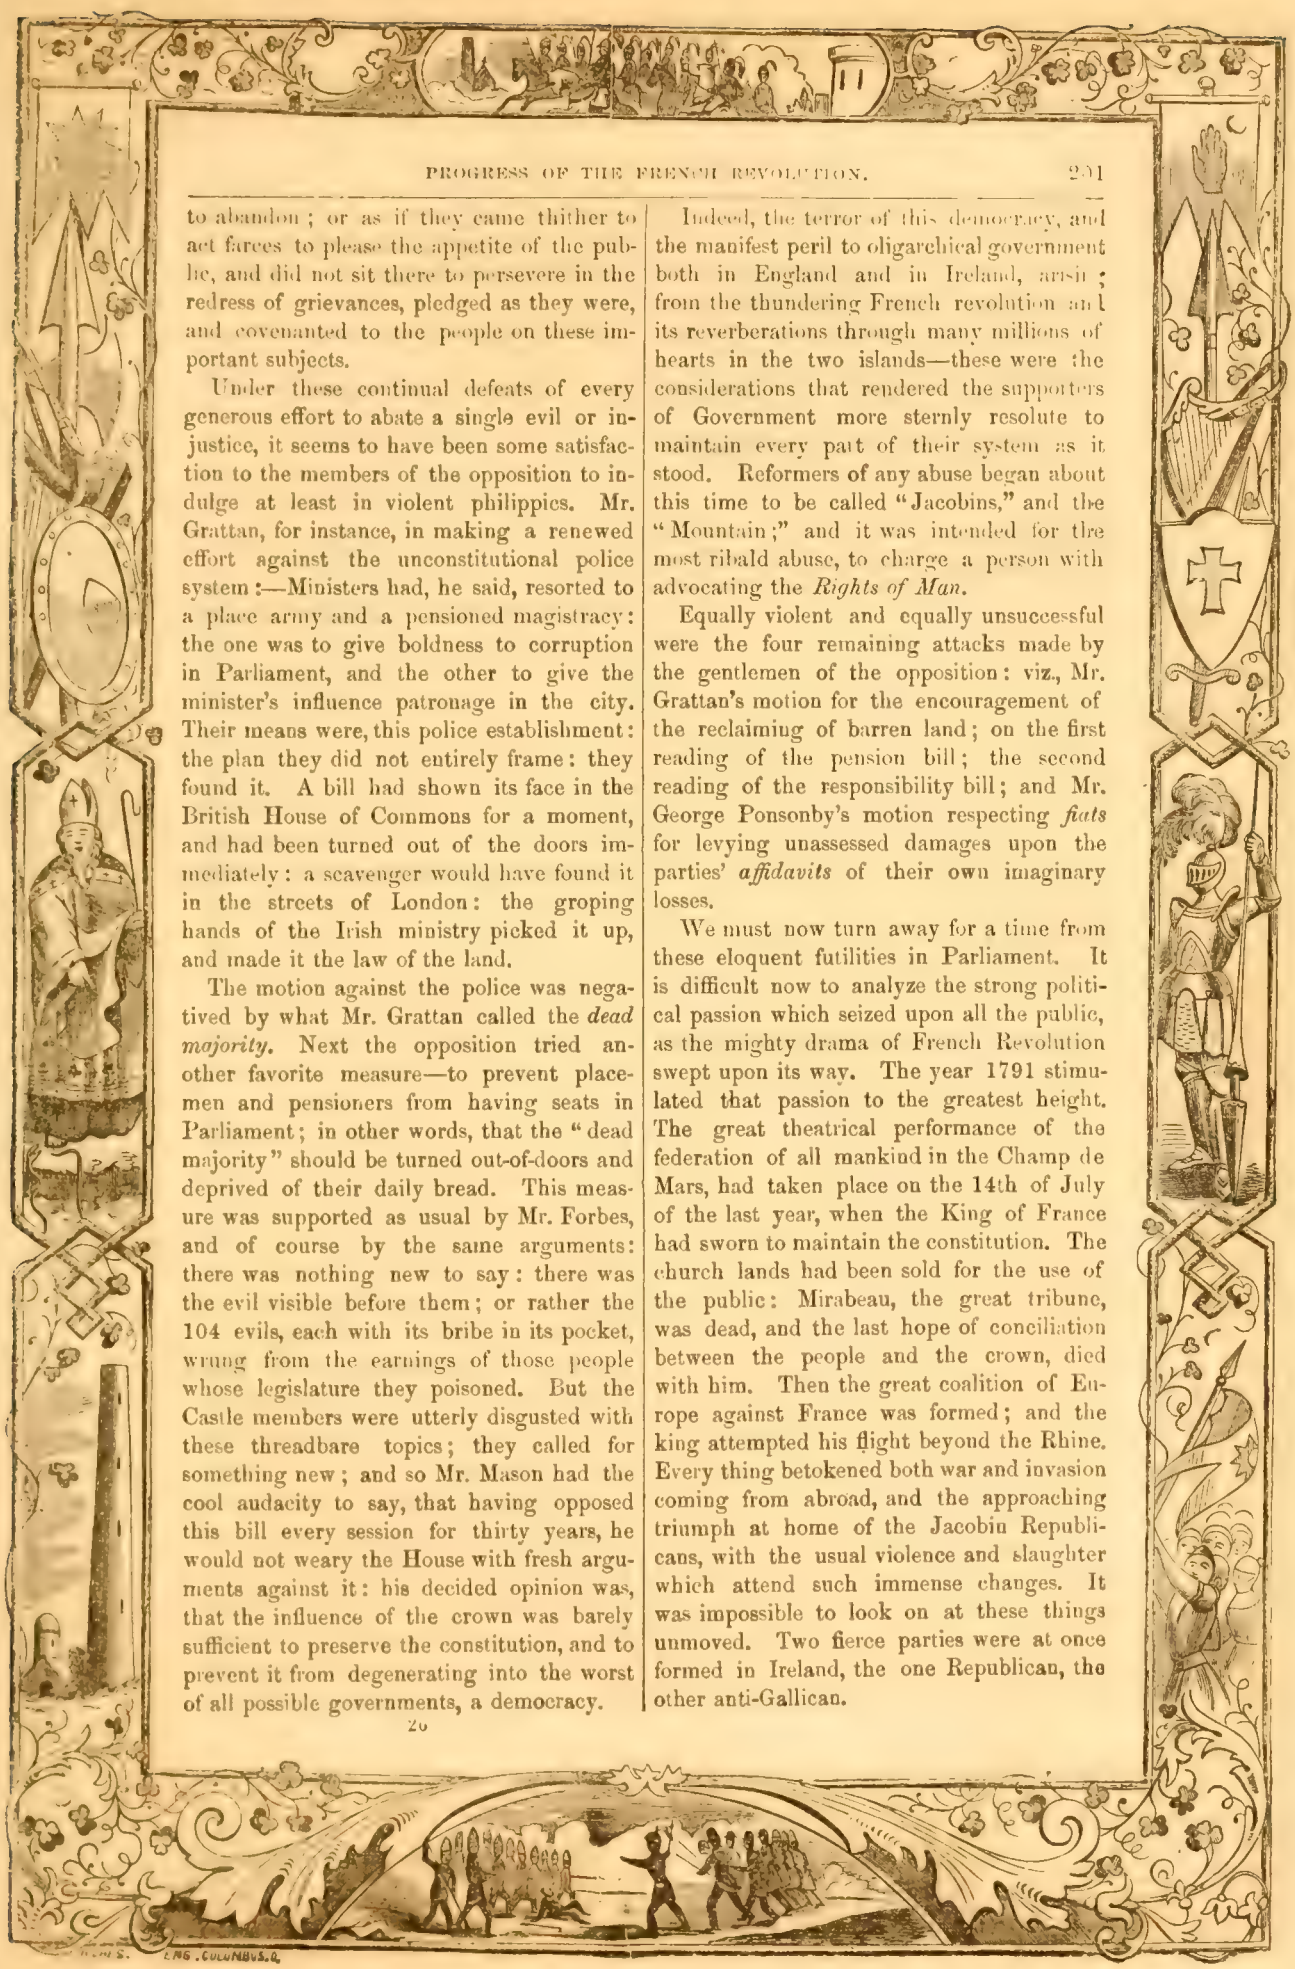 PROGRESS OF THE FRENCH REVOLUTION. 201
to abandon ; or as if they came thither to
act farces to please the appetite of the pub-
lic, and did not sit there to persevere in the
redress of grievances, pledged as they were,
and covenanted to the people on these im-
portant subjects.
Under these continual defeats of every
generous effort to abate a single evil or in-
justice, it seems to have been some satisfac-
tion to the members of the opposition to in-
dulge at least in violent philippics. Mr.
Grattan, for instance, in making a renewed
effort against the unconstitutional police
system :—Ministers had, he said, resorted to
a place army and a pensioned magistracy:
the one was to give boldness to corruption
in Parliament, and the other to give the
minister's influence patronage in the city.
Their means were, this police establishment:
the plan they did not entirely frame: they
found it. A bill had shown its face in the
British House of Commons for a moment,
and had been turned out of the doors im-
mediately: a scavenger would have found it
in the streets of London: the groping
hands of the Irish ministry picked it up,
and made it the law of the land.
The motion against the police was nega-
tived by what Mr. Grattan called the dead
majority. Next the opposition tried an-
other favorite measure—to prevent place-
men and pensioners from having seats in
Parliament; in other words, that the "dead
majority" should be turned out-of-doors and
deprived of their daily bread. This meas-
ure was supported as usual by Mr. Forbes,
and of course by the same arguments:
there was nothing new to say: there was
the evil visible before them; or rather the
104 evils, each with its bribe in its pocket,
wrung from the earnings of those people
whose legislature they poisoned. But the
Castle members were utterly disgusted with
these threadbare topics; they called for
something new; and so Mr. Mason had the
cool audacity to say, that having opposed
this bill every session for thirty years, he
would not weary the House with fresh argu-
ments against it: his decided opinion was,
that the influence of the crown was barely
sufficient to preserve the constitution, and to
prevent it from degenerating into the worst
of all possible governments, a democracy.
26
Indeed, the terror of this democracy, and
the manifest peril to oligarchical government
both in England and in Ireland, arisin ;
from the thundering French revolution and
its reverberations through many millions of
hearts in the two islands—these were the
considerations that rendered the supporters
of Government more sternly resolute to
maintain every part of their system as it
stood. Reformers of any abuse began about
this time to be called "Jacobins," and the
"Mountain;" and it was intended for the
most ribald abuse, to charge a person with
advocating the Rights of Man.
Equally violent and equally unsuccessful
were the four remaining attacks made by
the gentlemen of the opposition: viz., Mr.
Grattan's motion for the encouragement of
the reclaiming of barren land; on the first
reading of the pension bill; the second
reading of the responsibility bill; and Mr.
George Ponsonby's motion respecting fiats
for levying unassessed damages upon the
parties' affidavits of their own imaginary
losses.
We must now turn away for a time from
these eloquent futilities in Parliament. It
is difficult now to analyze the strong politi-
cal passion which seized upon all the public,
as the mighty drama of French Revolution
swept upon its way. The year 1791 stimu-
lated that passion to the greatest height.
The great theatrical performance of the
federation of all mankind in the Champ de
Mars, had taken place on the 14th of July
of the last year, when the King of France
had sworn to maintain the constitution. The
church lands had been sold for the use of
the public: Mirabeau, the great tribune,
was dead, and the last hope of conciliation
between the people and the crown, died
with him. Then the great coalition of Eu-
rope against France was formed; and the
king attempted his flight beyond the Rhine.
Every thing betokened both war and invasion
coming from abroad, and the approaching
triumph at home of the Jacobin Republi-
cans, with the usual violence and slaughter
which attend such immense changes. It
was impossible to look on at these things
unmoved. Two fierce parties were at once
formed in Ireland, the one Republican, the
other anti-Gallican.
ENG. COLUMBUS. O.